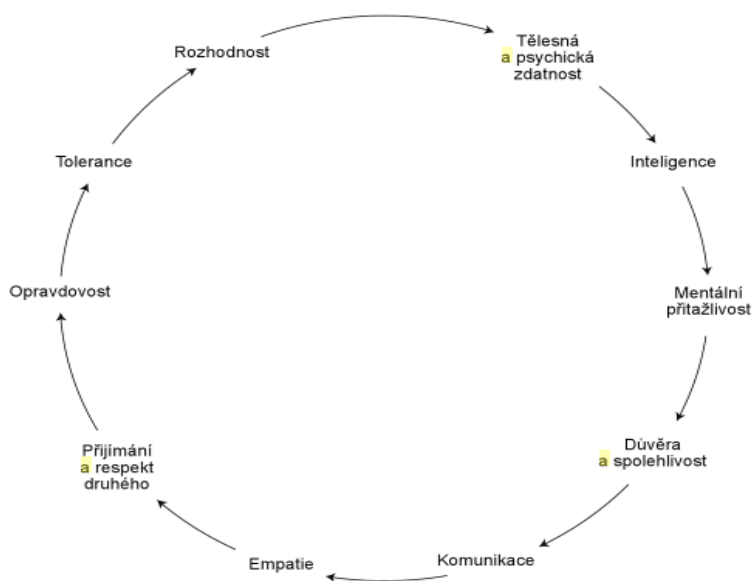 Rozhodnost
Tělesná
a psychická
zdatnost
Inteligence
Mentální
přitažlivost
Důvěra
a spolehlivost
Komunikace
Empatie
Přijímání
a respekt
druhého
Opravdovost
Tolerance